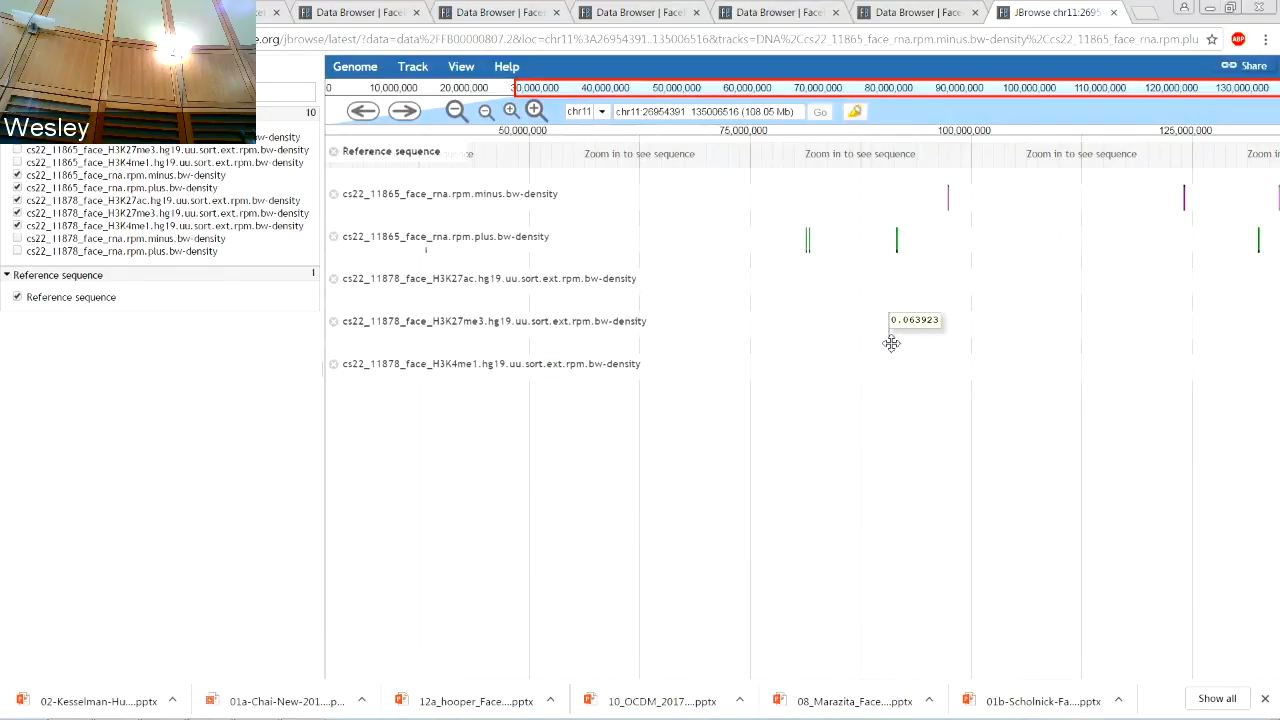 Data Browser | Face
Data Browser | Face
Data Browser | Face
Data Browser | Face
Data Browser | Face
JBrowse chr11:2695
e.org/jbrowse/latest/?data=data%2FFB00000807.2&loc=chr11%3A26954391..135006516&tracks=DNA%2Ccs22_11865_face_rna.rpm.minus.bw-density%2Ccs22_11865_face_rna.rpm.plu
ABP
Wesley
Genome Track View Help Share
0 10,000,000 20,000,000 30,000,000 40,000,000 50,000,000 60,000,000 70,000,000 80,000,000 90,000,000 100,000,000 110,000,000 120,000,000 130,000,000
chr11 chr11:26954391..135006516 (108.05 Mb) Go
50,000,000 75,000,000 100,000,000 125,000,000
10
bw-density
cs22_11865_face_H3K27me3.hg19.uu.sort.ext.rpm.bw-density
cs22_11865_face_H3K4me1.hg19.uu.sort.ext.rpm.bw-density
cs22_11865_face_rna.rpm.minus.bw-density
cs22_11865_face_rna.rpm.plus.bw-density
cs22_11878_face_H3K27ac.hg19.uu.sort.ext.rpm.bw-density
cs22_11878_face_H3K27me3.hg19.uu.sort.ext.rpm.bw-density
cs22_11878_face_H3K4me1.hg19.uu.sort.ext.rpm.bw-density
cs22_11878_face_rna.rpm.minus.bw-density
cs22_11878_face_rna.rpm.plus.bw-density
Reference sequence 1
Reference sequence
Reference sequence Zoom in to see sequence Zoom in to see sequence Zoom in to see sequence Zoom in to
cs22_11865_face_rna.rpm.minus.bw-density
cs22_11865_face_rna.rpm.plus.bw-density
cs22_11878_face_H3K27ac.hg19.uu.sort.ext.rpm.bw-density
cs22_11878_face_H3K27me3.hg19.uu.sort.ext.rpm.bw-density
0.063923
cs22_11878_face_H3K4me1.hg19.uu.sort.ext.rpm.bw-density
02-Kesselman-Hu....pptx
01a-Chai-New-201....p...
12a_hooper_Face....pptx
10_OCDM_2017....pptx
08_Marazita_Face....pptx
01b-Scholnick-Fa....pptx
Show all